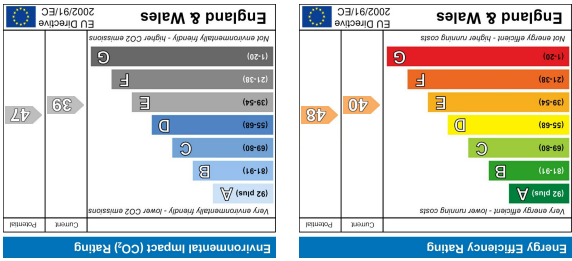 Energy Efficiency Rating
Current
Potential
Very energy efficient - lower running costs
(92 plus) A
(81-91) B
(69-80) C
(55-68) D
(39-54) E
(21-38) F
(1-20) G
40
48
Not energy efficient - higher running costs
England & Wales
EU Directive
2002/91/EC
Environmental Impact (CO₂) Rating
Current
Potential
Very environmentally friendly - lower CO2 emissions
(92 plus) A
(81-91) B
(69-80) C
(55-68) D
(39-54) E
(21-38) F
(1-20) G
39
47
Not environmentally friendly - higher CO2 emissions
England & Wales
EU Directive
2002/91/EC